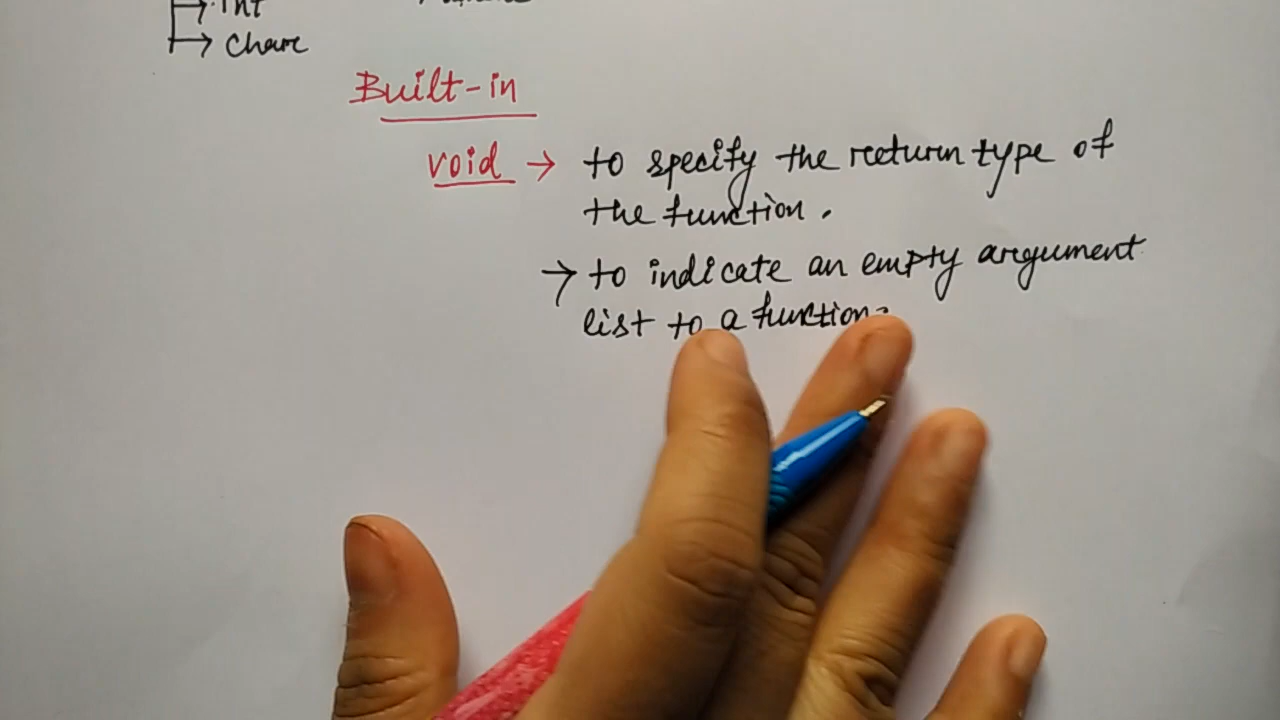 → Int
→ Char
Built-in
void → to specify the return type of
the function.
→ to indicate an empty argument
list to a function.